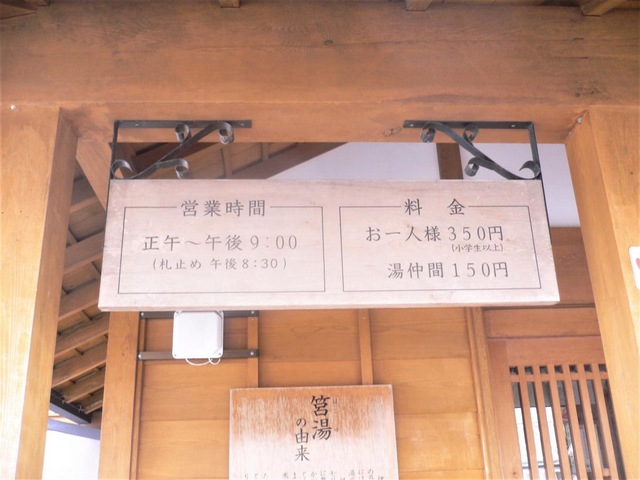 営業時間
正午～午後9:00
(札止め 午後8:30)
料金
お一人様350円
(小学生以上)
湯仲間150円
筥湯
の由来